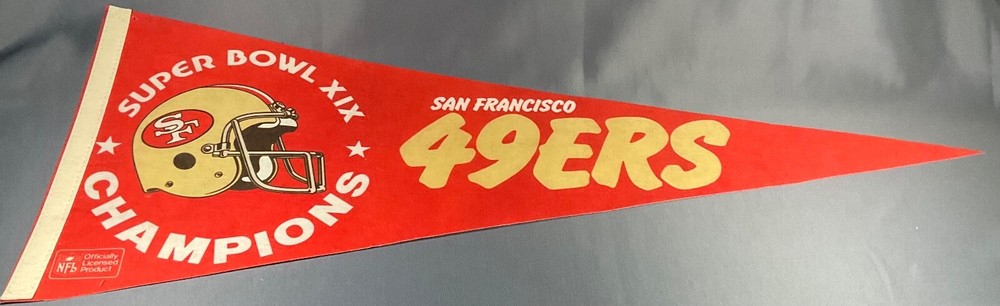 SUPER BOWL XIX
SF
CHAMPIONS
SAN FRANCISCO
49ERS
NFL
Officially
Licensed
Product